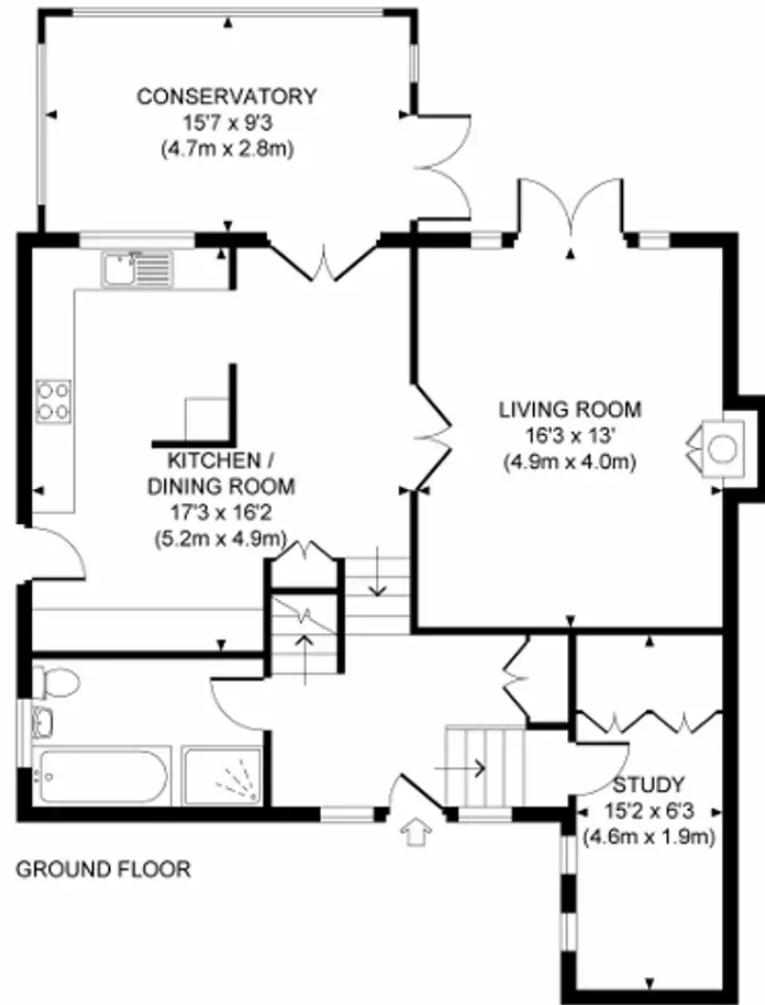 CONSERVATORY
15'7 x 9'3
(4.7m x 2.8m)
LIVING ROOM
16'3 x 13'
(4.9m x 4.0m)
KITCHEN /
DINING ROOM
17'3 x 16'2
(5.2m x 4.9m)
STUDY
15'2 x 6'3
(4.6m x 1.9m)
GROUND FLOOR